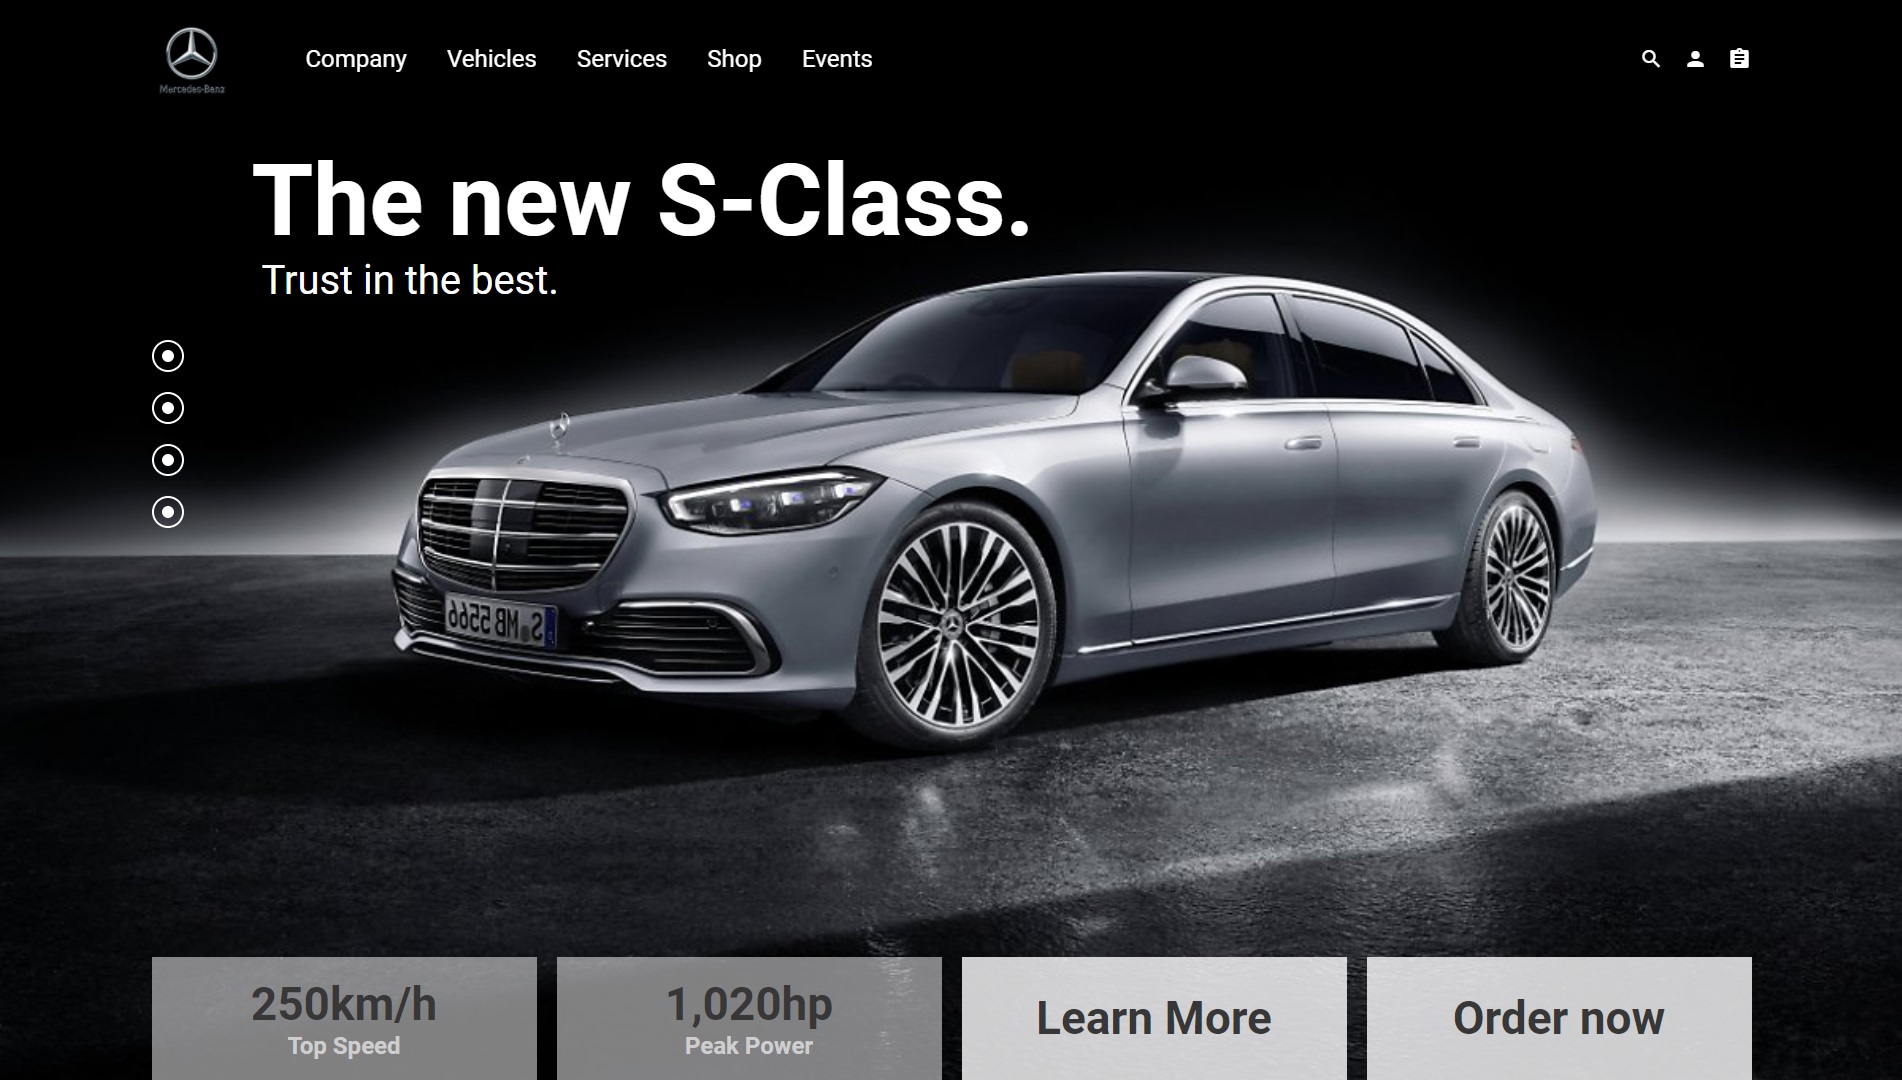 Mercedes-Benz
Company Vehicles Services Shop Events
The new S-Class.
Trust in the best.
S MB 5566
250km/h
Top Speed
1,020hp
Peak Power
Learn More
Order now